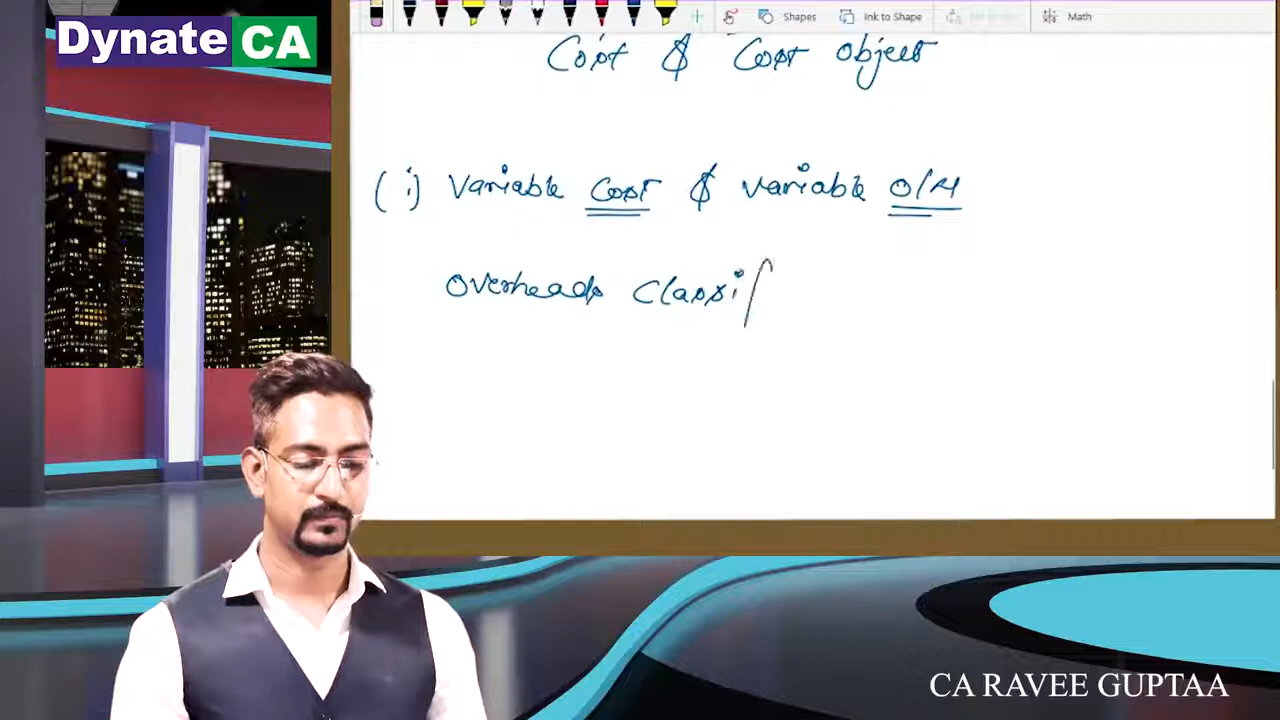 Dynate CA
Shapes
Ink to Shape
Math
Cost & Cost object
(i) Variable Cost & Variable O/H
Overheads Classif
CA RAVEE GUPTAA